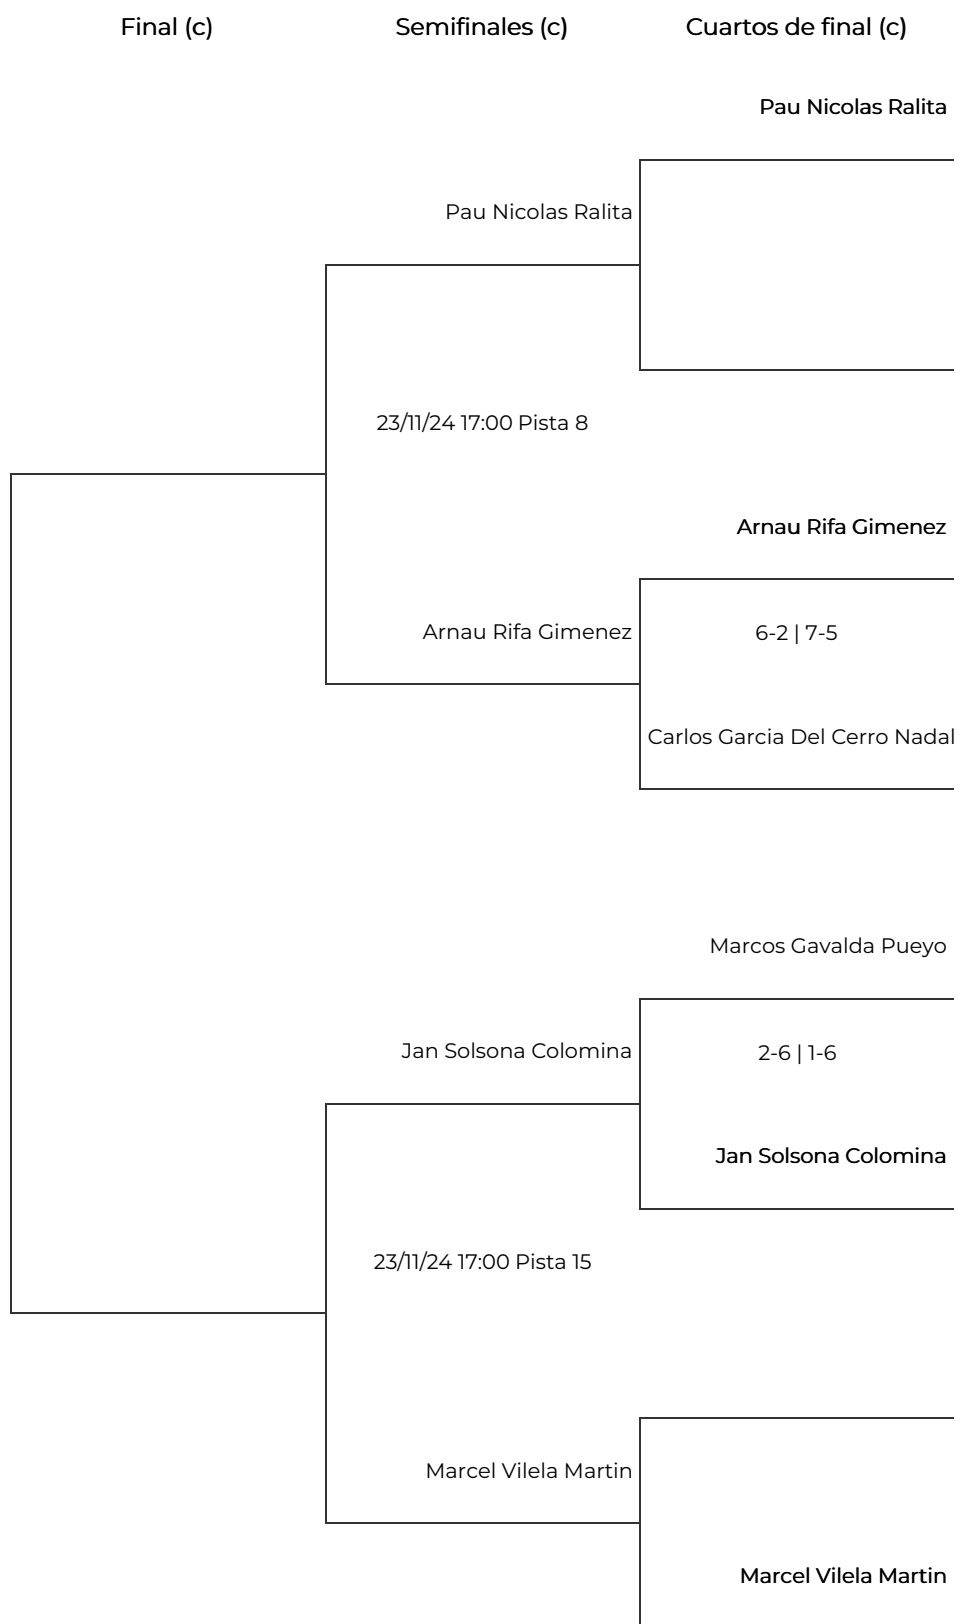 Final (c)
Semifinales (c)
Cuartos de final (c)
Pau Nicolas Ralita
Pau Nicolas Ralita
23/11/24 17:00 Pista 8
Arnau Rifa Gimenez
Arnau Rifa Gimenez
6-2 | 7-5
Carlos Garcia Del Cerro Nadal
Marcos Gavalda Pueyo
Jan Solsona Colomina
2-6 | 1-6
Jan Solsona Colomina
23/11/24 17:00 Pista 15
Marcel Vilela Martin
Marcel Vilela Martin